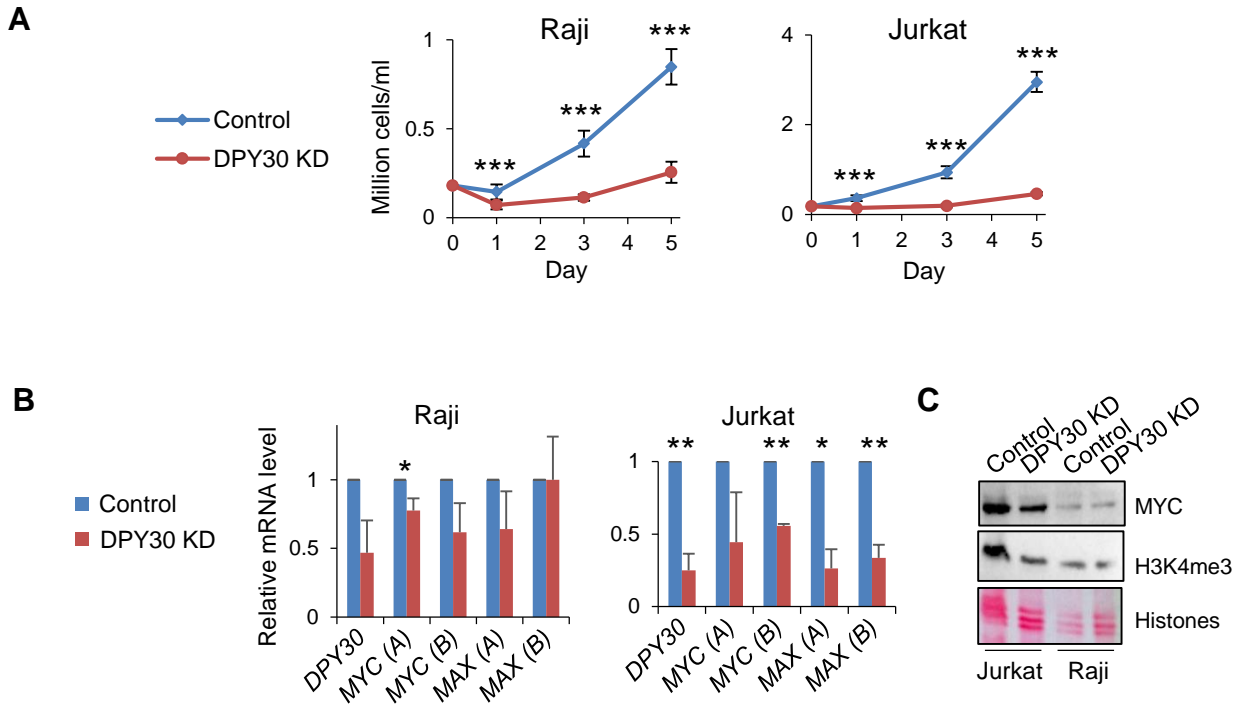 A
Raji
Jurkat
Control
DPY30 KD
Million cells/ml
1
0.5
0
***
***
***
0 1 2 3 4 5
Day
4
2
0
***
***
***
0 1 2 3 4 5
Day
B
Raji
Jurkat
Control
DPY30 KD
Relative mRNA level
1
0.5
0
*
DPY30 MYC (A) MYC (B) MAX (A) MAX (B)
1
0.5
0
** ** * **
DPY30 MYC (A) MYC (B) MAX (A) MAX (B)
C
Control DPY30 KD Control DPY30 KD
MYC
H3K4me3
Histones
Jurkat Raji